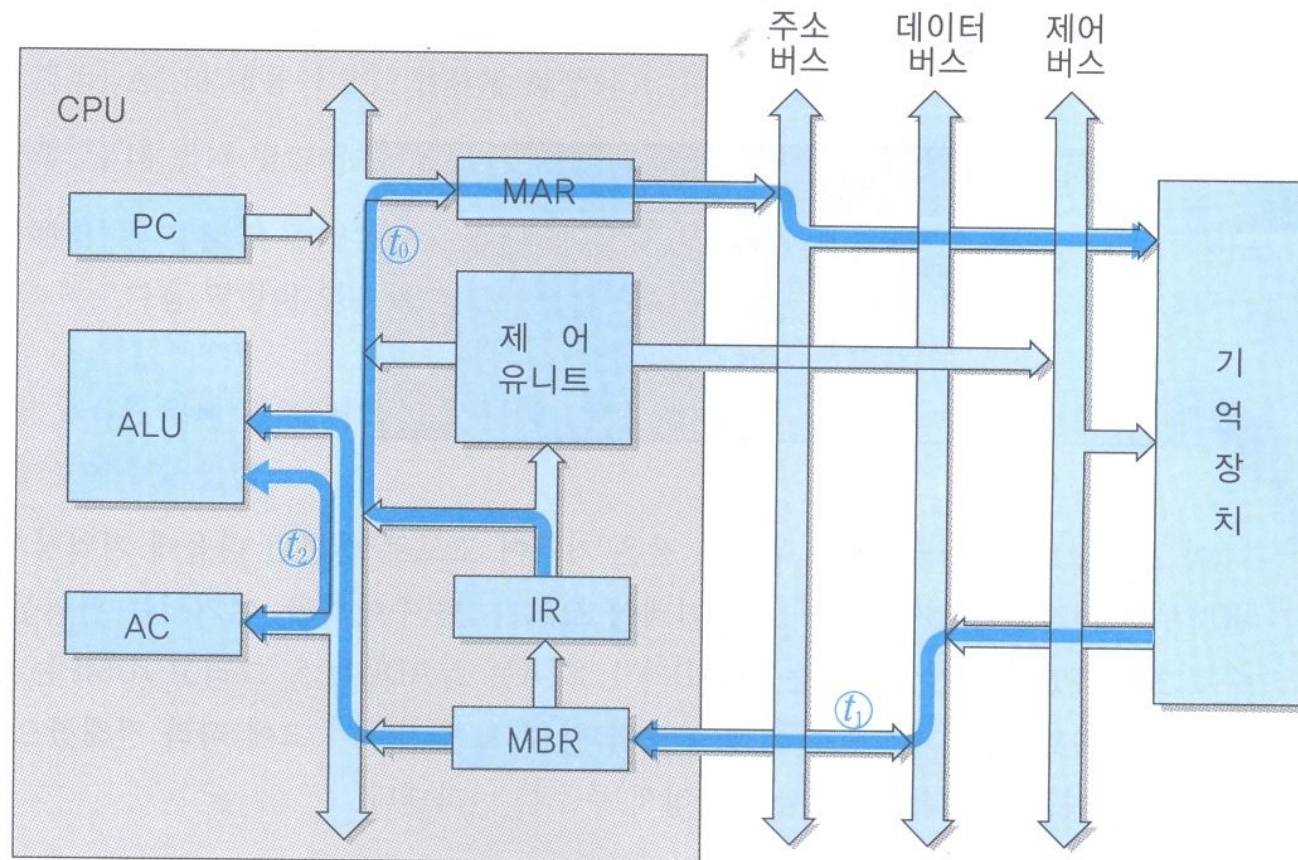 주소
버스
데이터
버스
제어
버스
CPU
PC
MAR
t₀
제 어
유니트
ALU
t₂
AC
IR
MBR
t₁
기
억
장
치